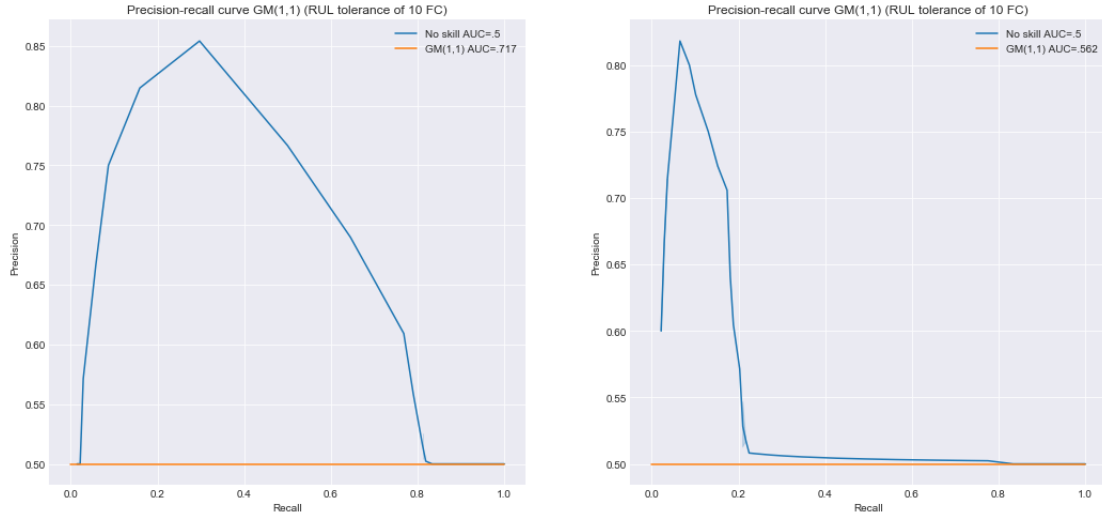 Precision-recall curve GM(1,1) (RUL tolerance of 10 FC)
No skill AUC=.5
GM(1,1) AUC=.717
0.85
0.80
0.75
0.70
0.65
0.60
0.55
0.50
Precision
0.0 0.2 0.4 0.6 0.8 1.0
Recall
Precision-recall curve GM(1,1) (RUL tolerance of 10 FC)
No skill AUC=.5
GM(1,1) AUC=.562
0.80
0.75
0.70
0.65
0.60
0.55
0.50
Precision
0.0 0.2 0.4 0.6 0.8 1.0
Recall